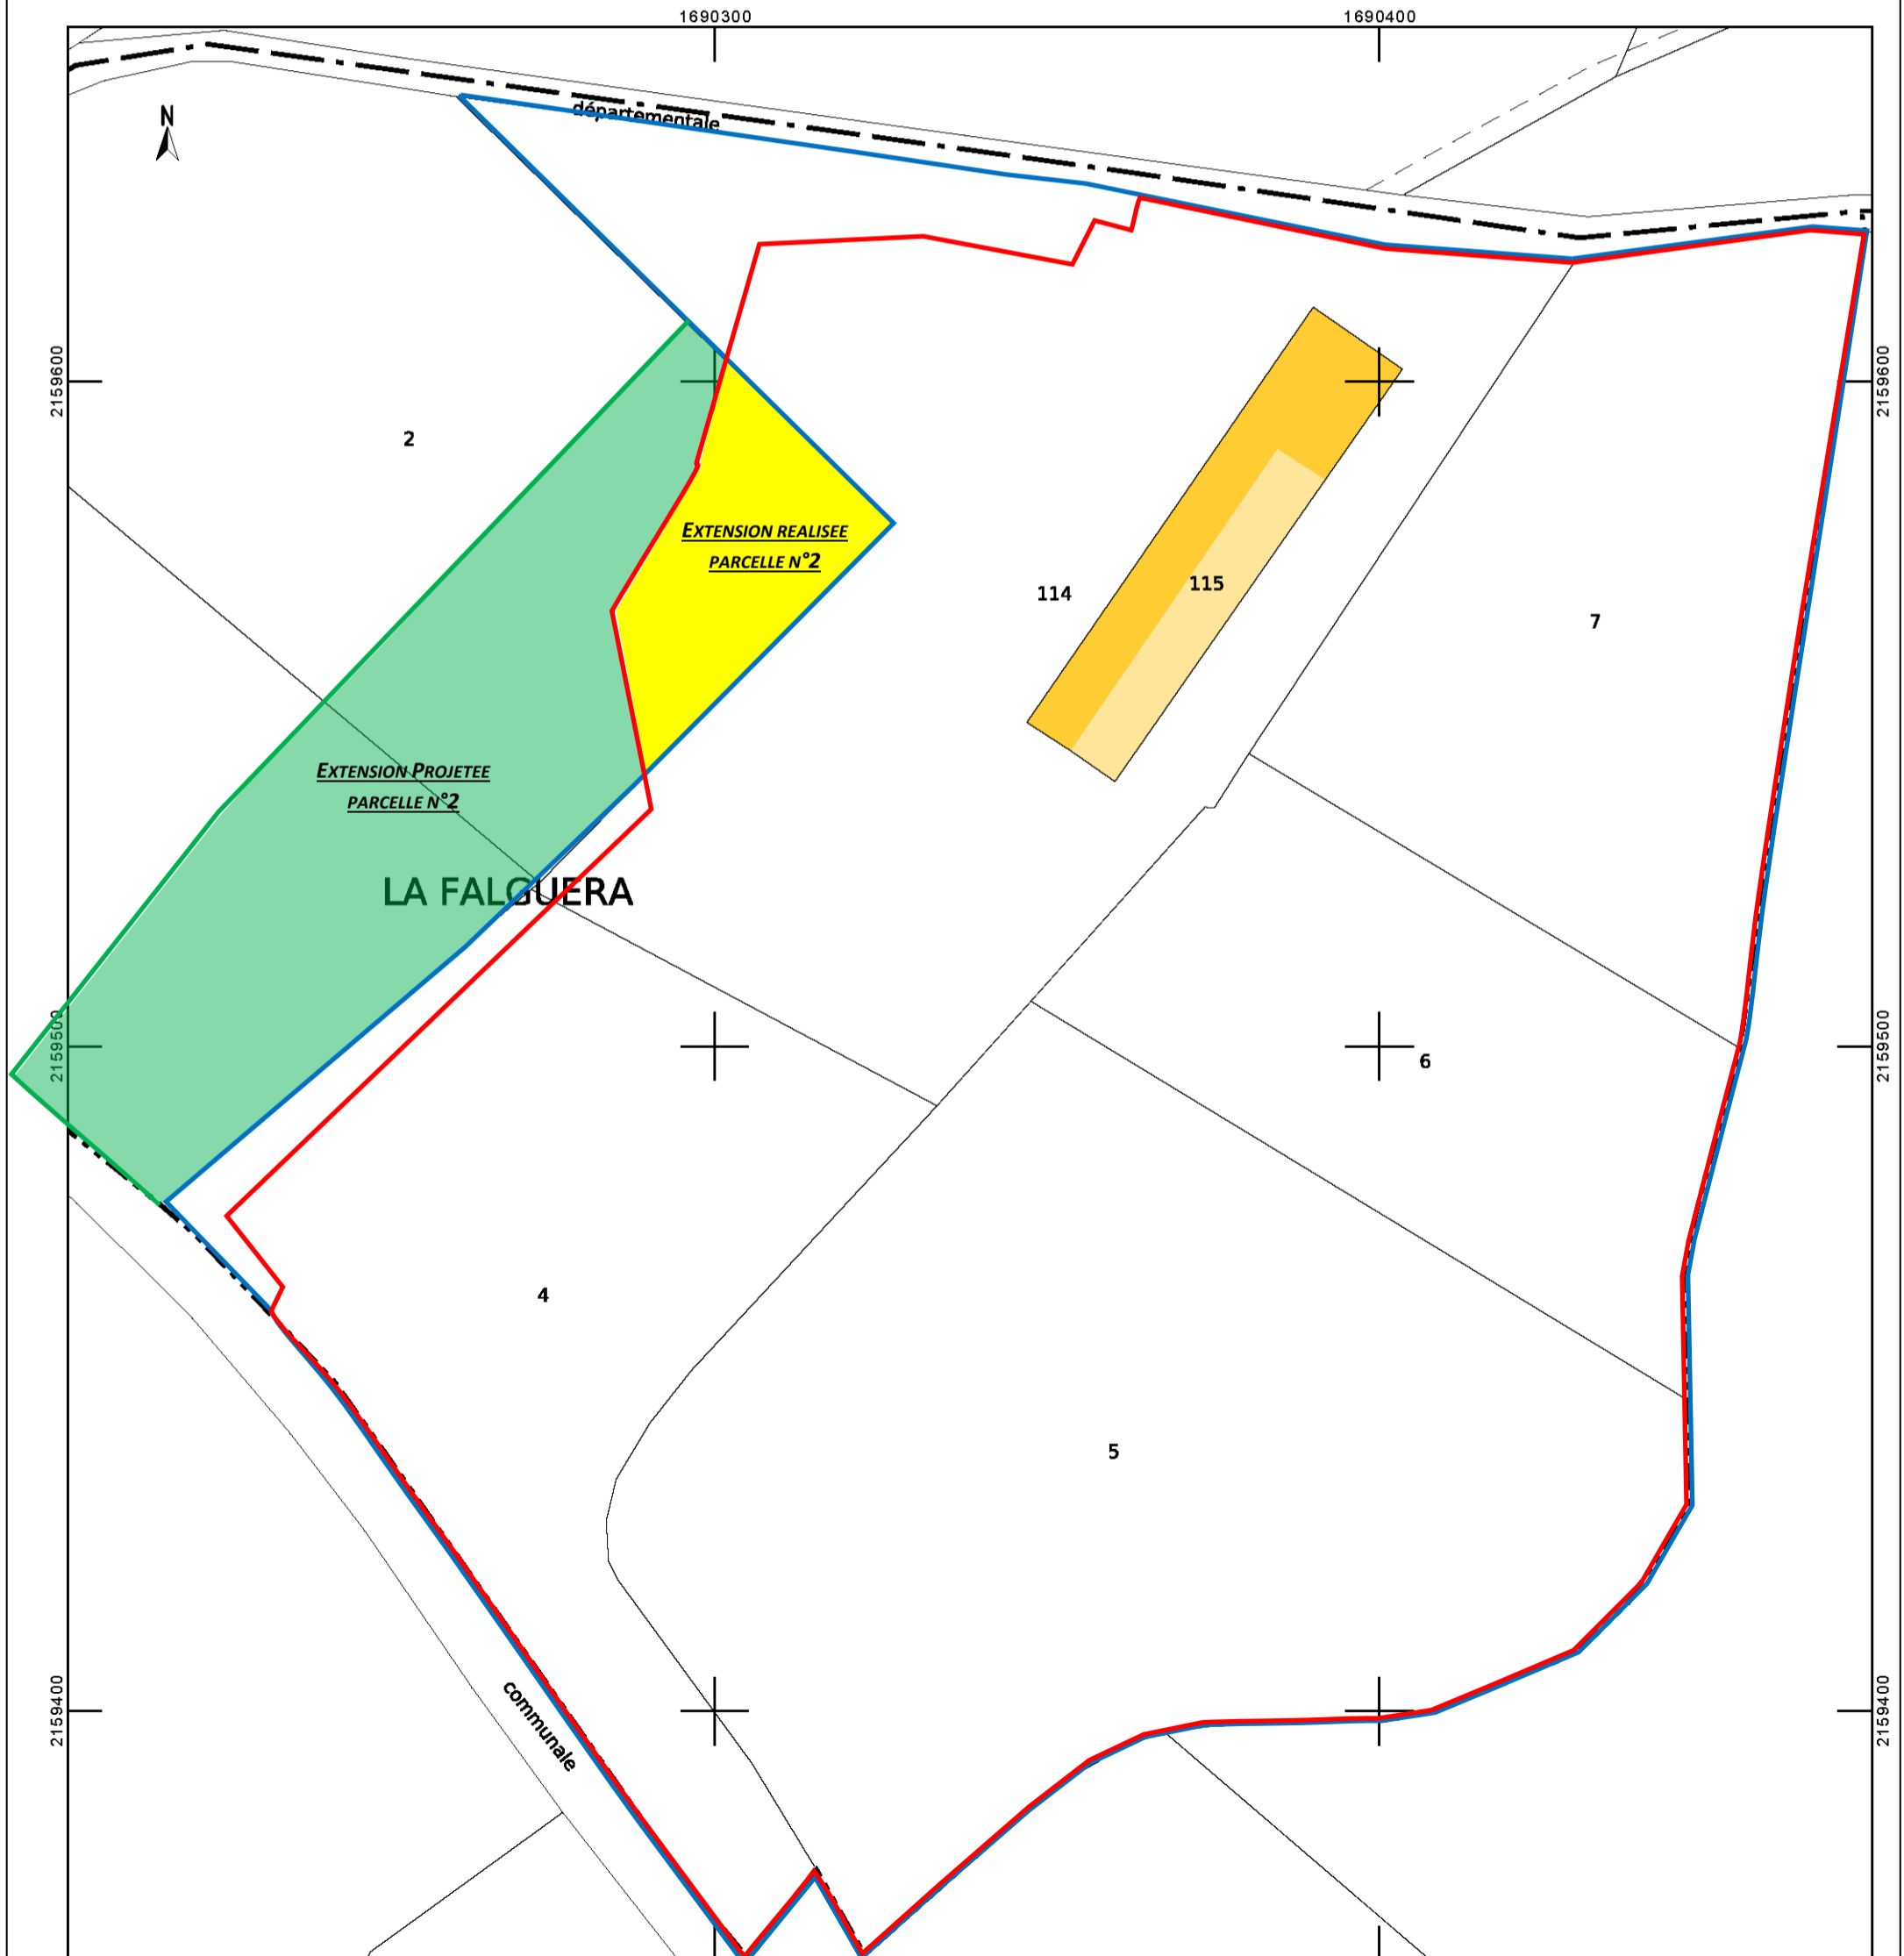 1690300
1690400
départementale
N
2159600
2159600
2
EXTENSION REALISEE
PARCELLE N°2
114
115
7
EXTENSION PROJETEE
PARCELLE N°2
LA FALGUERA
2159500
2159500
6
4
5
communale
2159400
2159400